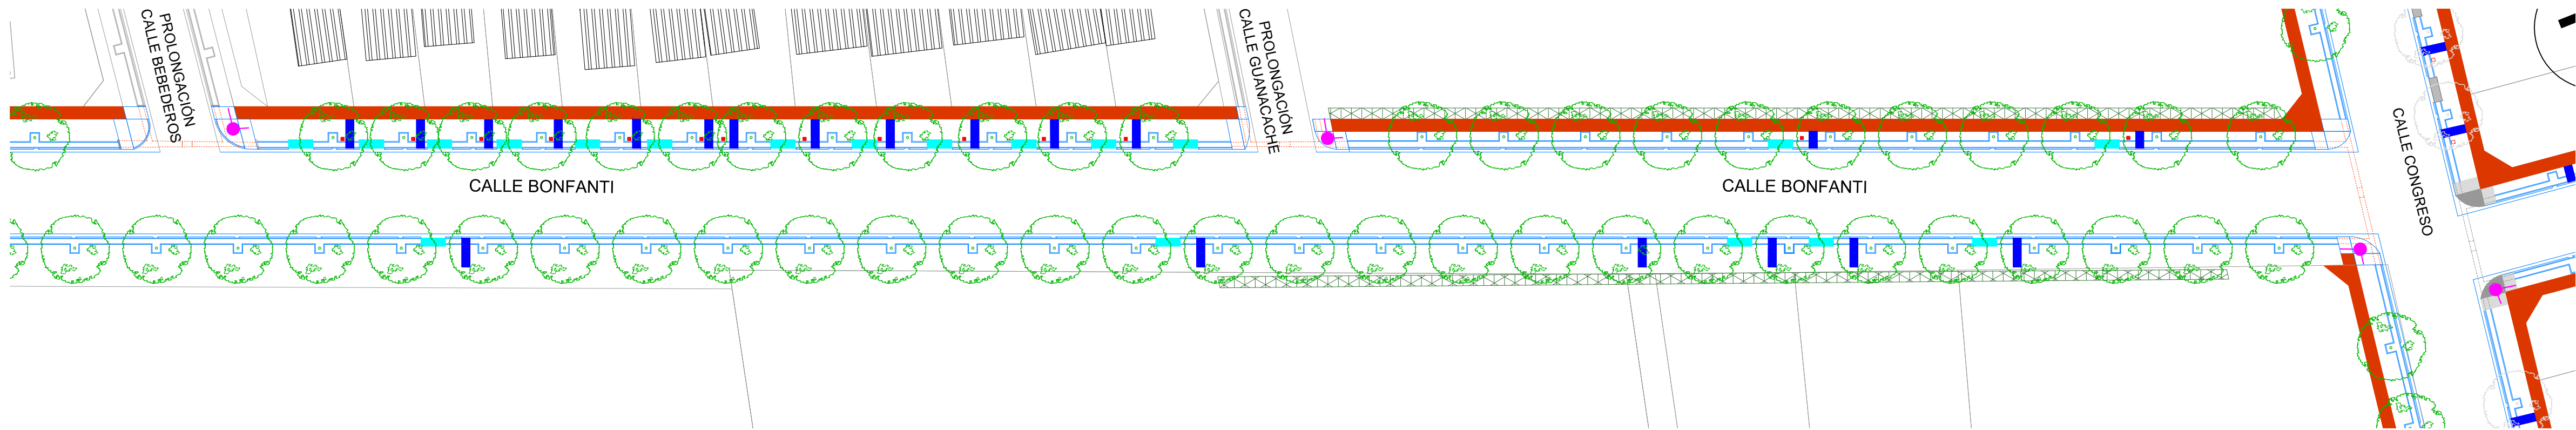 PROLONGACIÓN
CALLE BEBEDEROS
CALLE BONFANTI
PROLONGACIÓN
CALLE GUANACACHE
CALLE BONFANTI
CALLE CONGRESO